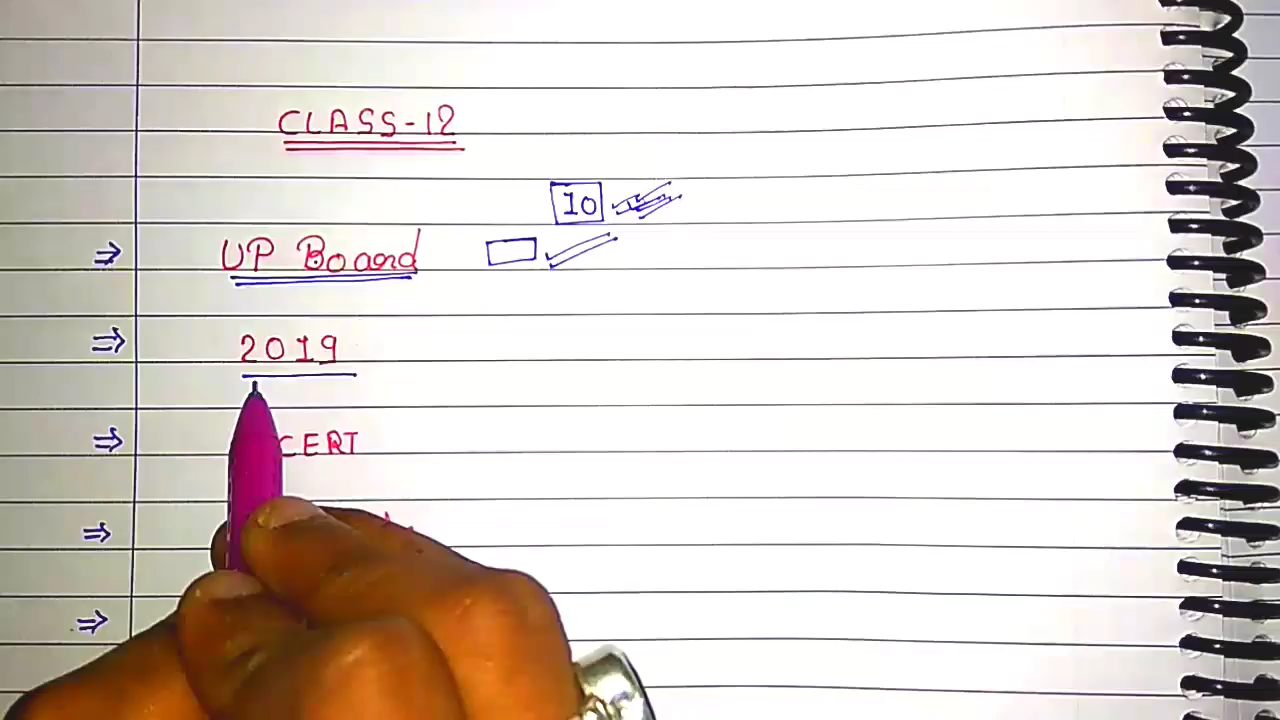 CLASS-12
10
⇒ UP Board
⇒ 2019
⇒ CERT
⇒
⇒